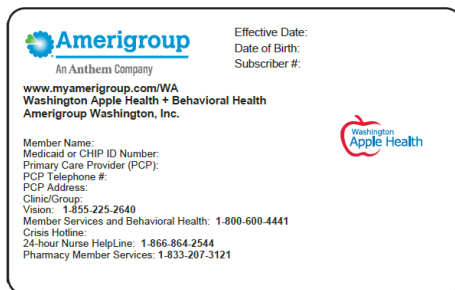 Amerigroup
An Anthem Company
Effective Date:
Date of Birth:
Subscriber #:
www.myamerigroup.com/WA
Washington Apple Health + Behavioral Health
Amerigroup Washington, Inc.
Washington
Apple Health
Member Name:
Medicaid or CHIP ID Number:
Primary Care Provider (PCP):
PCP Telephone #:
PCP Address:
Clinic/Group:
Vision: 1-855-225-2640
Member Services and Behavioral Health: 1-800-600-4441
Crisis Hotline:
24-hour Nurse HelpLine: 1-866-864-2544
Pharmacy Member Services: 1-833-207-3121